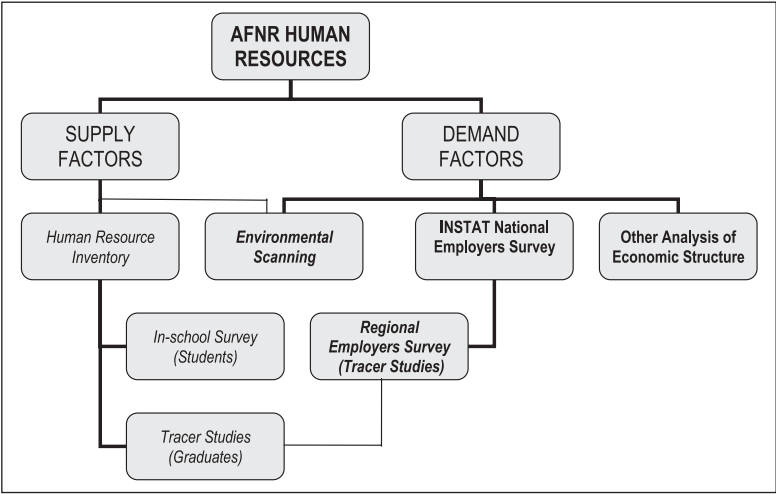 AFNR HUMAN
RESOURCES
SUPPLY
FACTORS
DEMAND
FACTORS
Human Resource
Inventory
Environmental
Scanning
INSTAT National
Employers Survey
Other Analysis of
Economic Structure
In-school Survey
(Students)
Regional
Employers Survey
(Tracer Studies)
Tracer Studies
(Graduates)